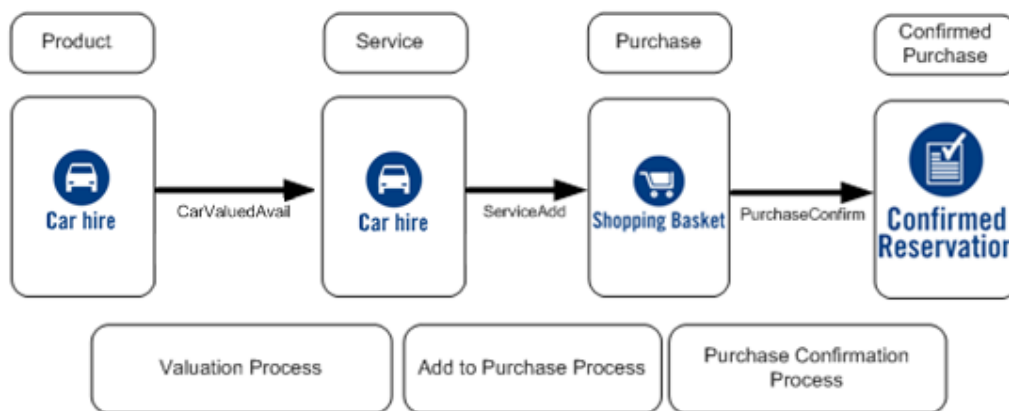 Product
Service
Purchase
Confirmed
Purchase
Car hire
CarValuedAvail
Car hire
ServiceAdd
Shopping Basket
PurchaseConfirm
Confirmed
Reservation
Valuation Process
Add to Purchase Process
Purchase Confirmation
Process